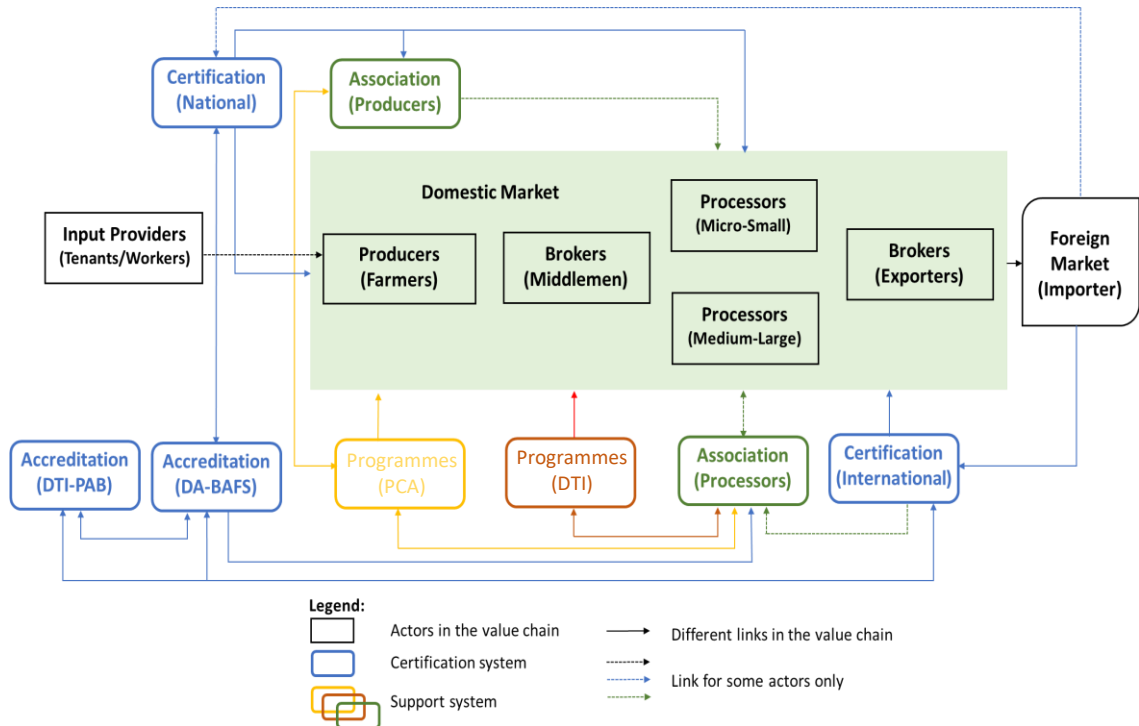 Certification
(National)
Association
(Producers)
Domestic Market
Processors
(Micro-Small)
Input Providers
(Tenants/Workers)
Producers
(Farmers)
Brokers
(Middlemen)
Brokers
(Exporters)
Foreign
Market
(Importer)
Processors
(Medium-Large)
Accreditation
(DTI-PAB)
Accreditation
(DA-BAFS)
Programmes
(PCA)
Programmes
(DTI)
Association
(Processors)
Certification
(International)
Legend:
Actors in the value chain
Different links in the value chain
Certification system
Link for some actors only
Support system